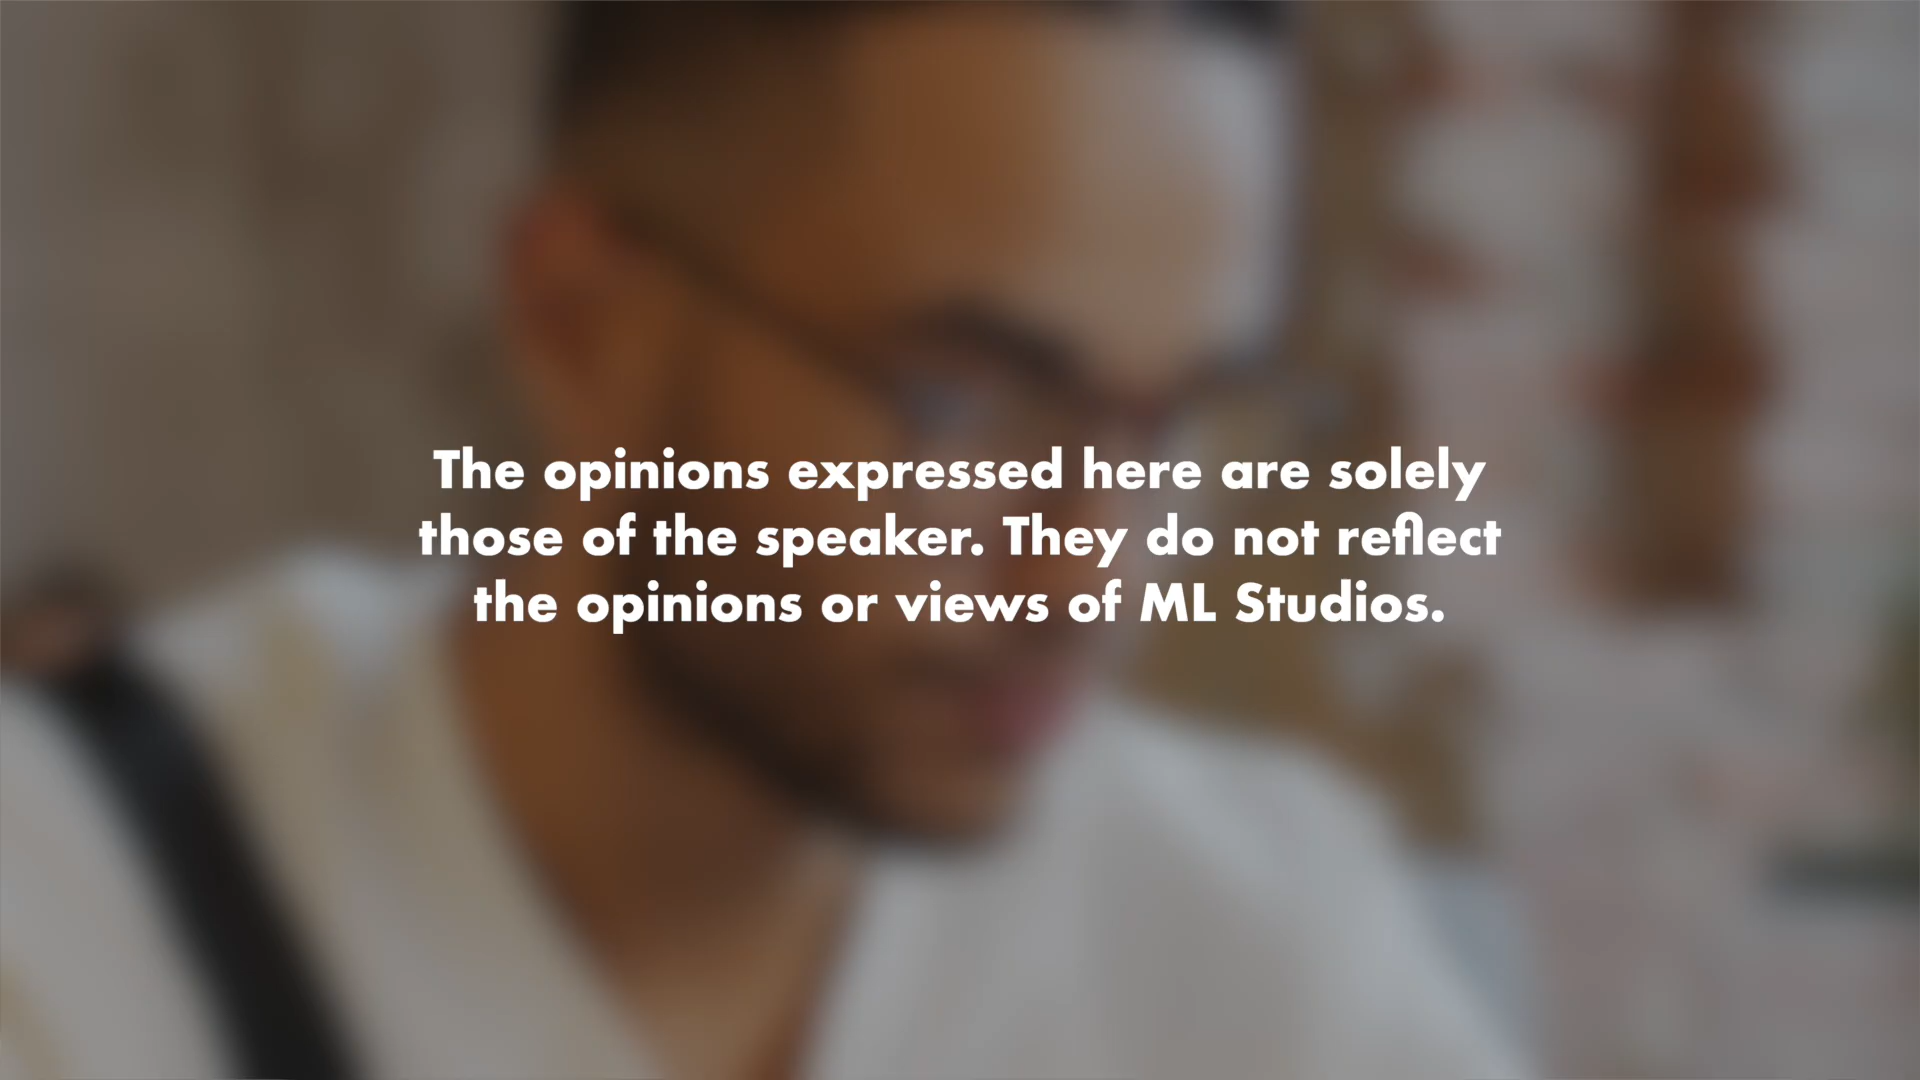 The opinions expressed here are solely
those of the speaker. They do not reflect
the opinions or views of ML Studios.